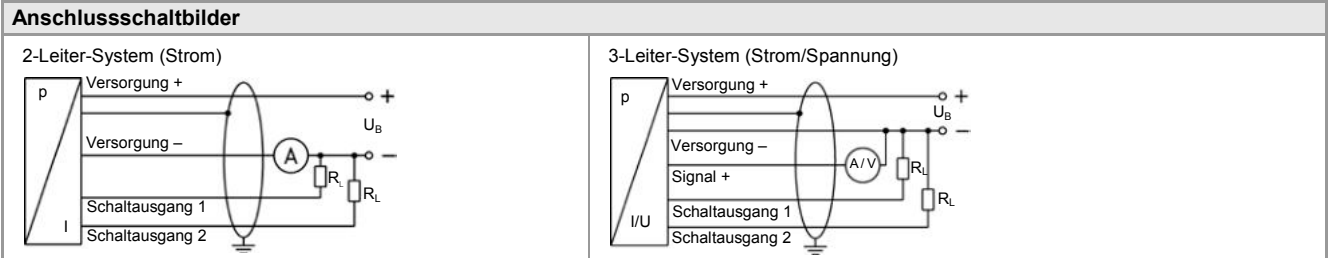 Anschlussschaltbilder
2-Leiter-System (Strom)
p
Versorgung +
+
U_B
Versorgung –
A
–
R_L
R_L
Schaltausgang 1
I
Schaltausgang 2
3-Leiter-System (Strom/Spannung)
p
Versorgung +
+
U_B
–
Versorgung –
A / V
R_L
Signal +
R_L
Schaltausgang 1
I/U
Schaltausgang 2